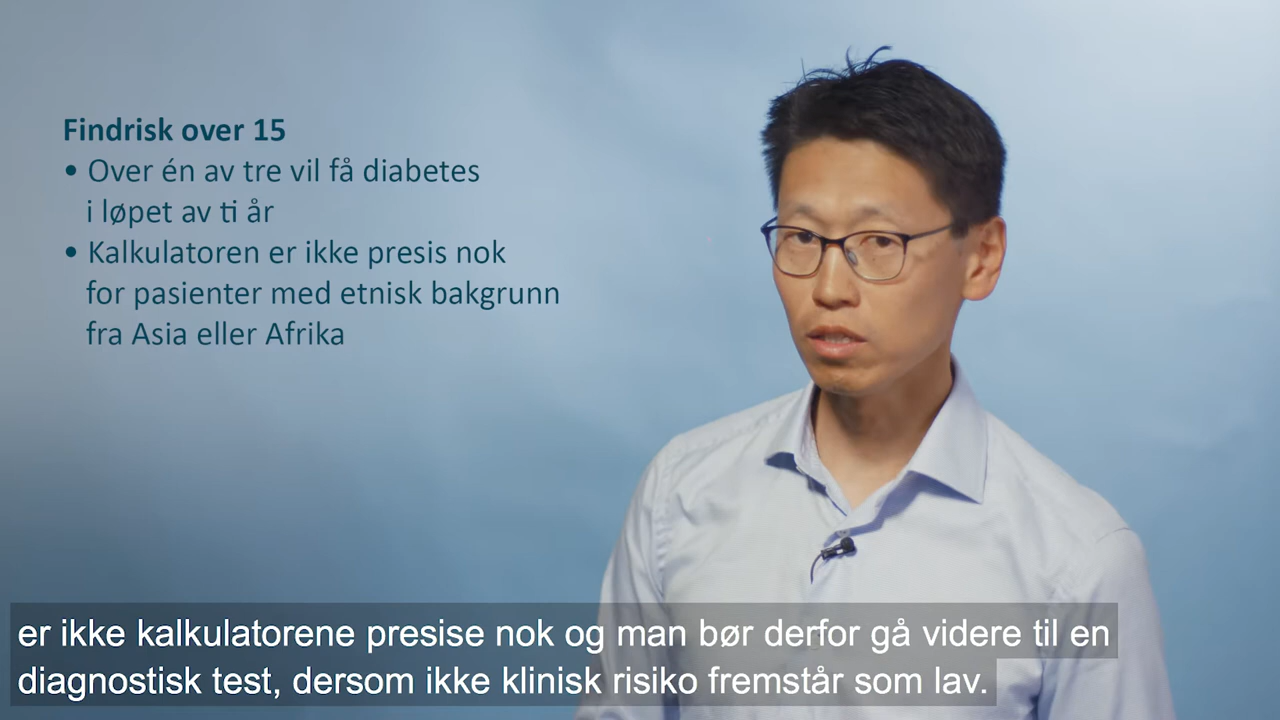 Findrisk over 15
• Over én av tre vil få diabetes
i løpet av ti år
• Kalkulatoren er ikke presis nok
for pasienter med etnisk bakgrunn
fra Asia eller Afrika
er ikke kalkulatorene presise nok og man bør derfor gå videre til en
diagnostisk test, dersom ikke klinisk risiko fremstår som lav.